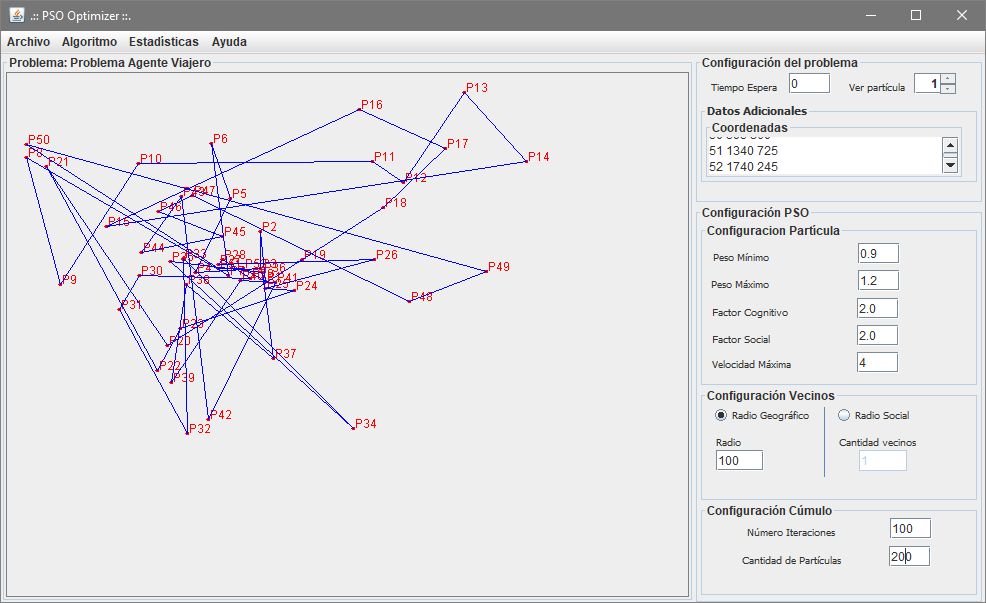 .:: PSO Optimizer ::.
Archivo Algoritmo Estadísticas Ayuda
Problema: Problema Agente Viajero
P13
P16
P50
P6
P17
P8
P21
P10
P11
P14
P12
P47
P5
P46
P18
P15
P2
P45
P44
P28
P19
P26
P49
P30
P9
P41
P24
P48
P31
P20
P37
P22
P39
P42
P32
P34
Configuración del problema
Tiempo Espera 0 Ver partícula 1
Datos Adicionales
Coordenadas
51 1340 725
52 1740 245
Configuración PSO
Configuracion Partícula
Peso Mínimo 0.9
Peso Máximo 1.2
Factor Cognitivo 2.0
Factor Social 2.0
Velocidad Máxima 4
Configuración Vecinos
Radio Geográfico Radio Social
Radio Cantidad vecinos
100 1
Configuración Cúmulo
Número Iteraciones 100
Cantidad de Partículas 200